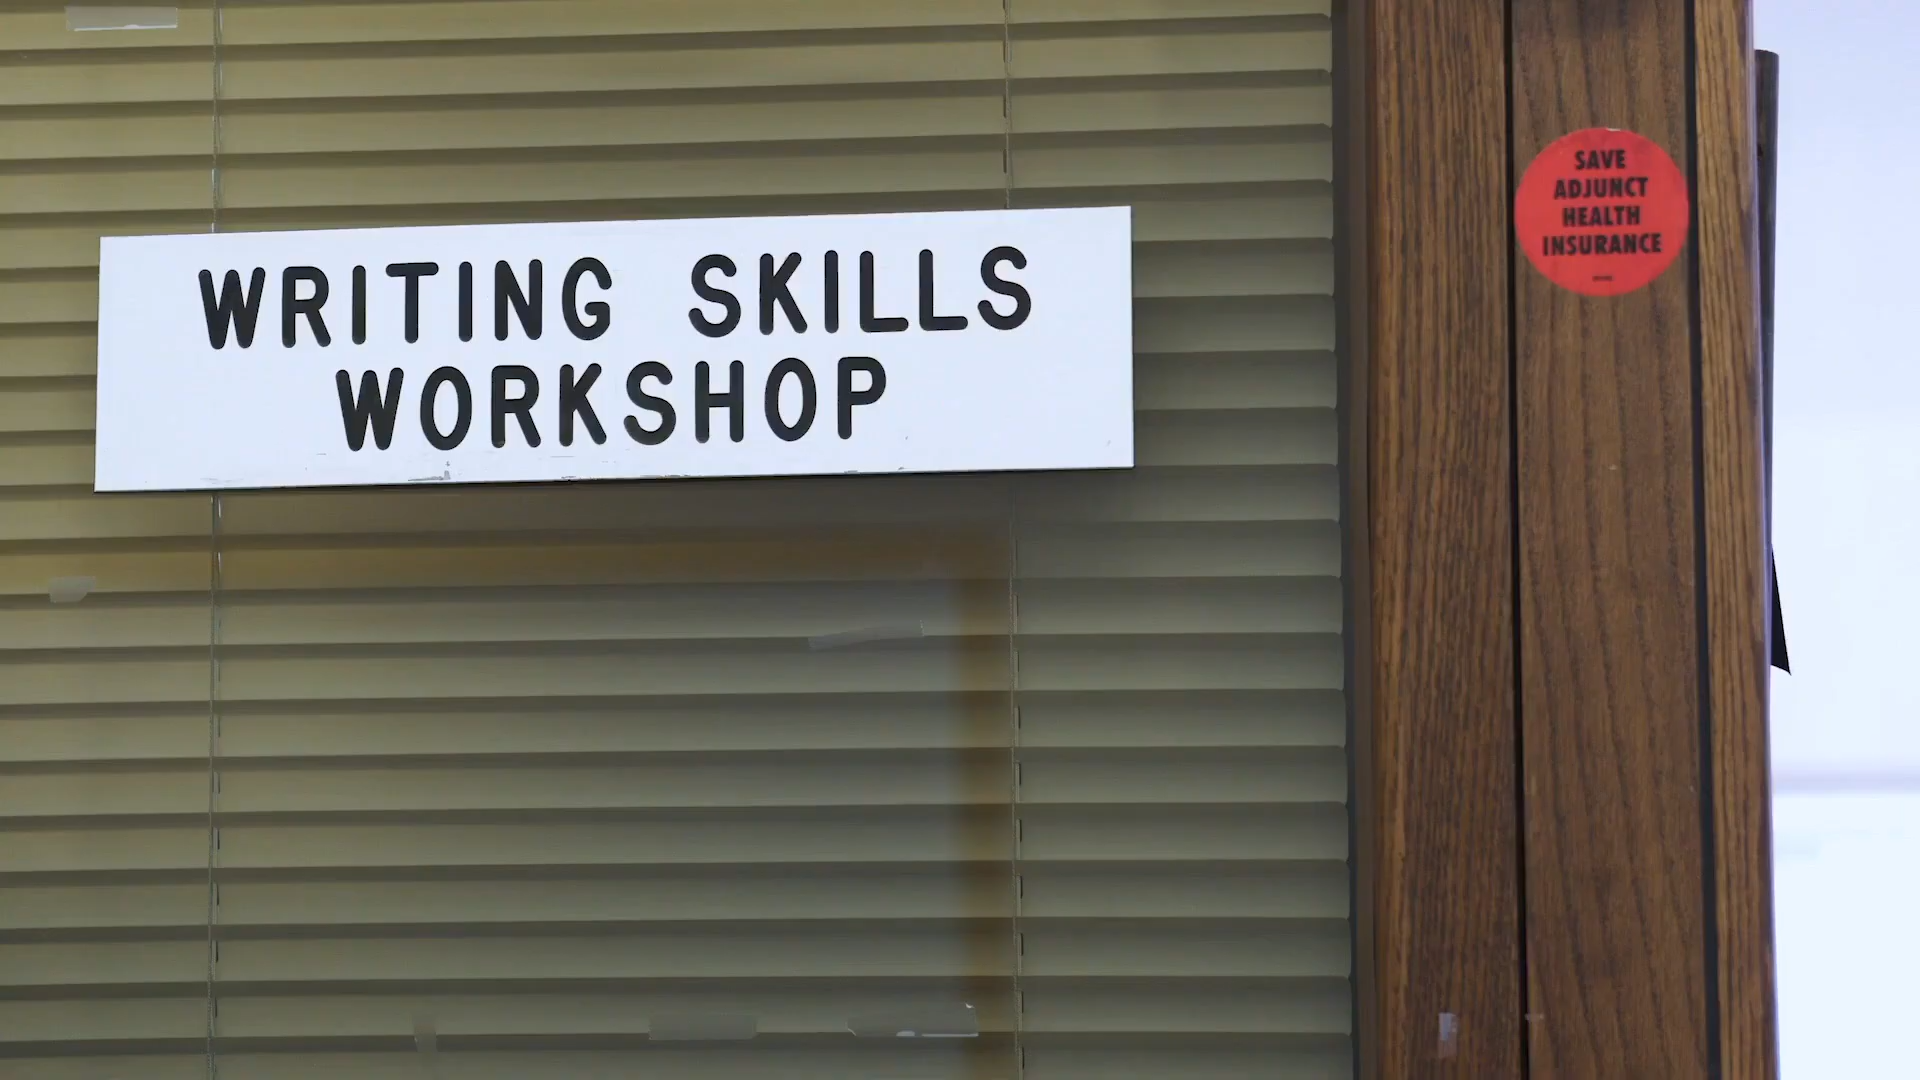 WRITING SKILLS
WORKSHOP
SAVE
ADJUNCT
HEALTH
INSURANCE